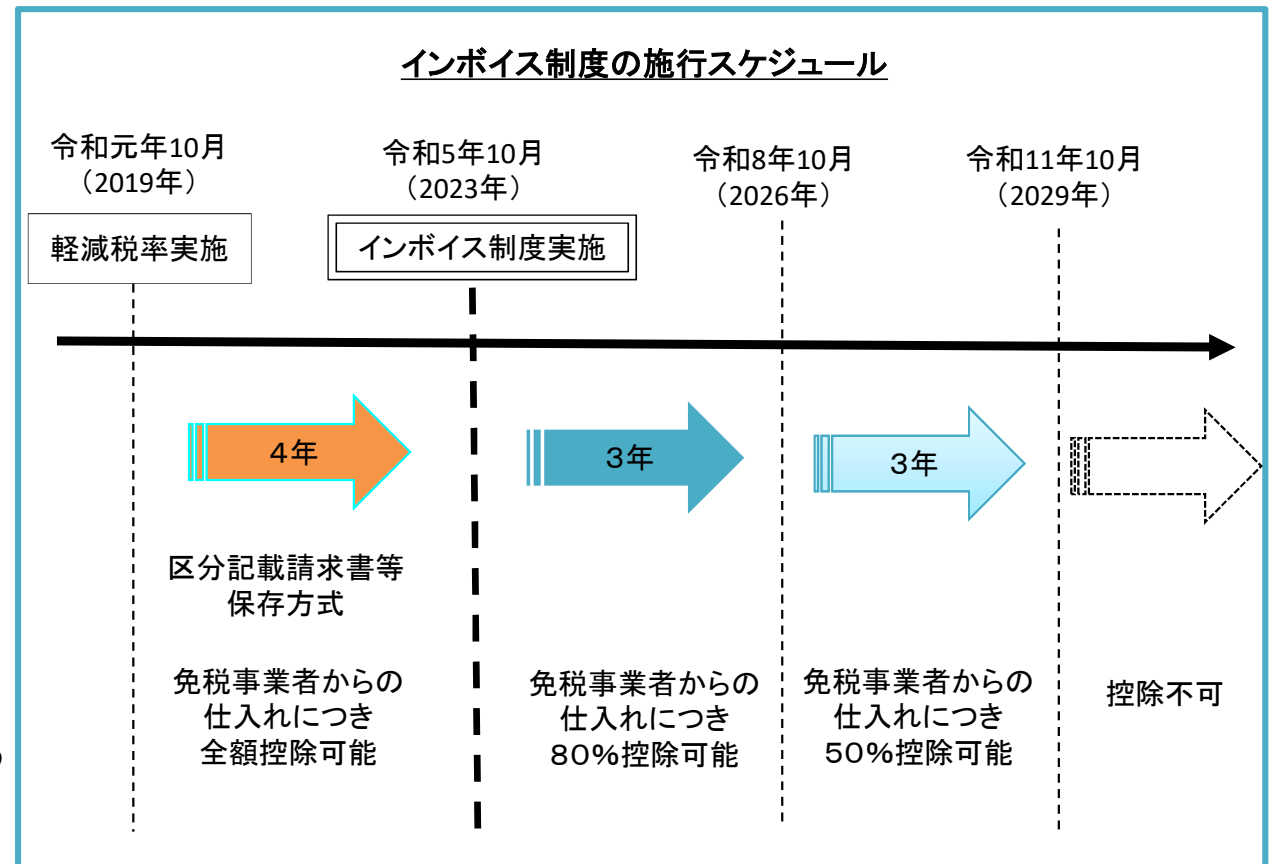 インボイス制度の施行スケジュール
令和元年10月
（2019年）
令和5年10月
（2023年）
令和8年10月
（2026年）
令和11年10月
（2029年）
軽減税率実施
インボイス制度実施
４年
３年
３年
区分記載請求書等
保存方式
免税事業者からの
仕入れにつき
全額控除可能
免税事業者からの
仕入れにつき
８０％控除可能
免税事業者からの
仕入れにつき
５０％控除可能
控除不可